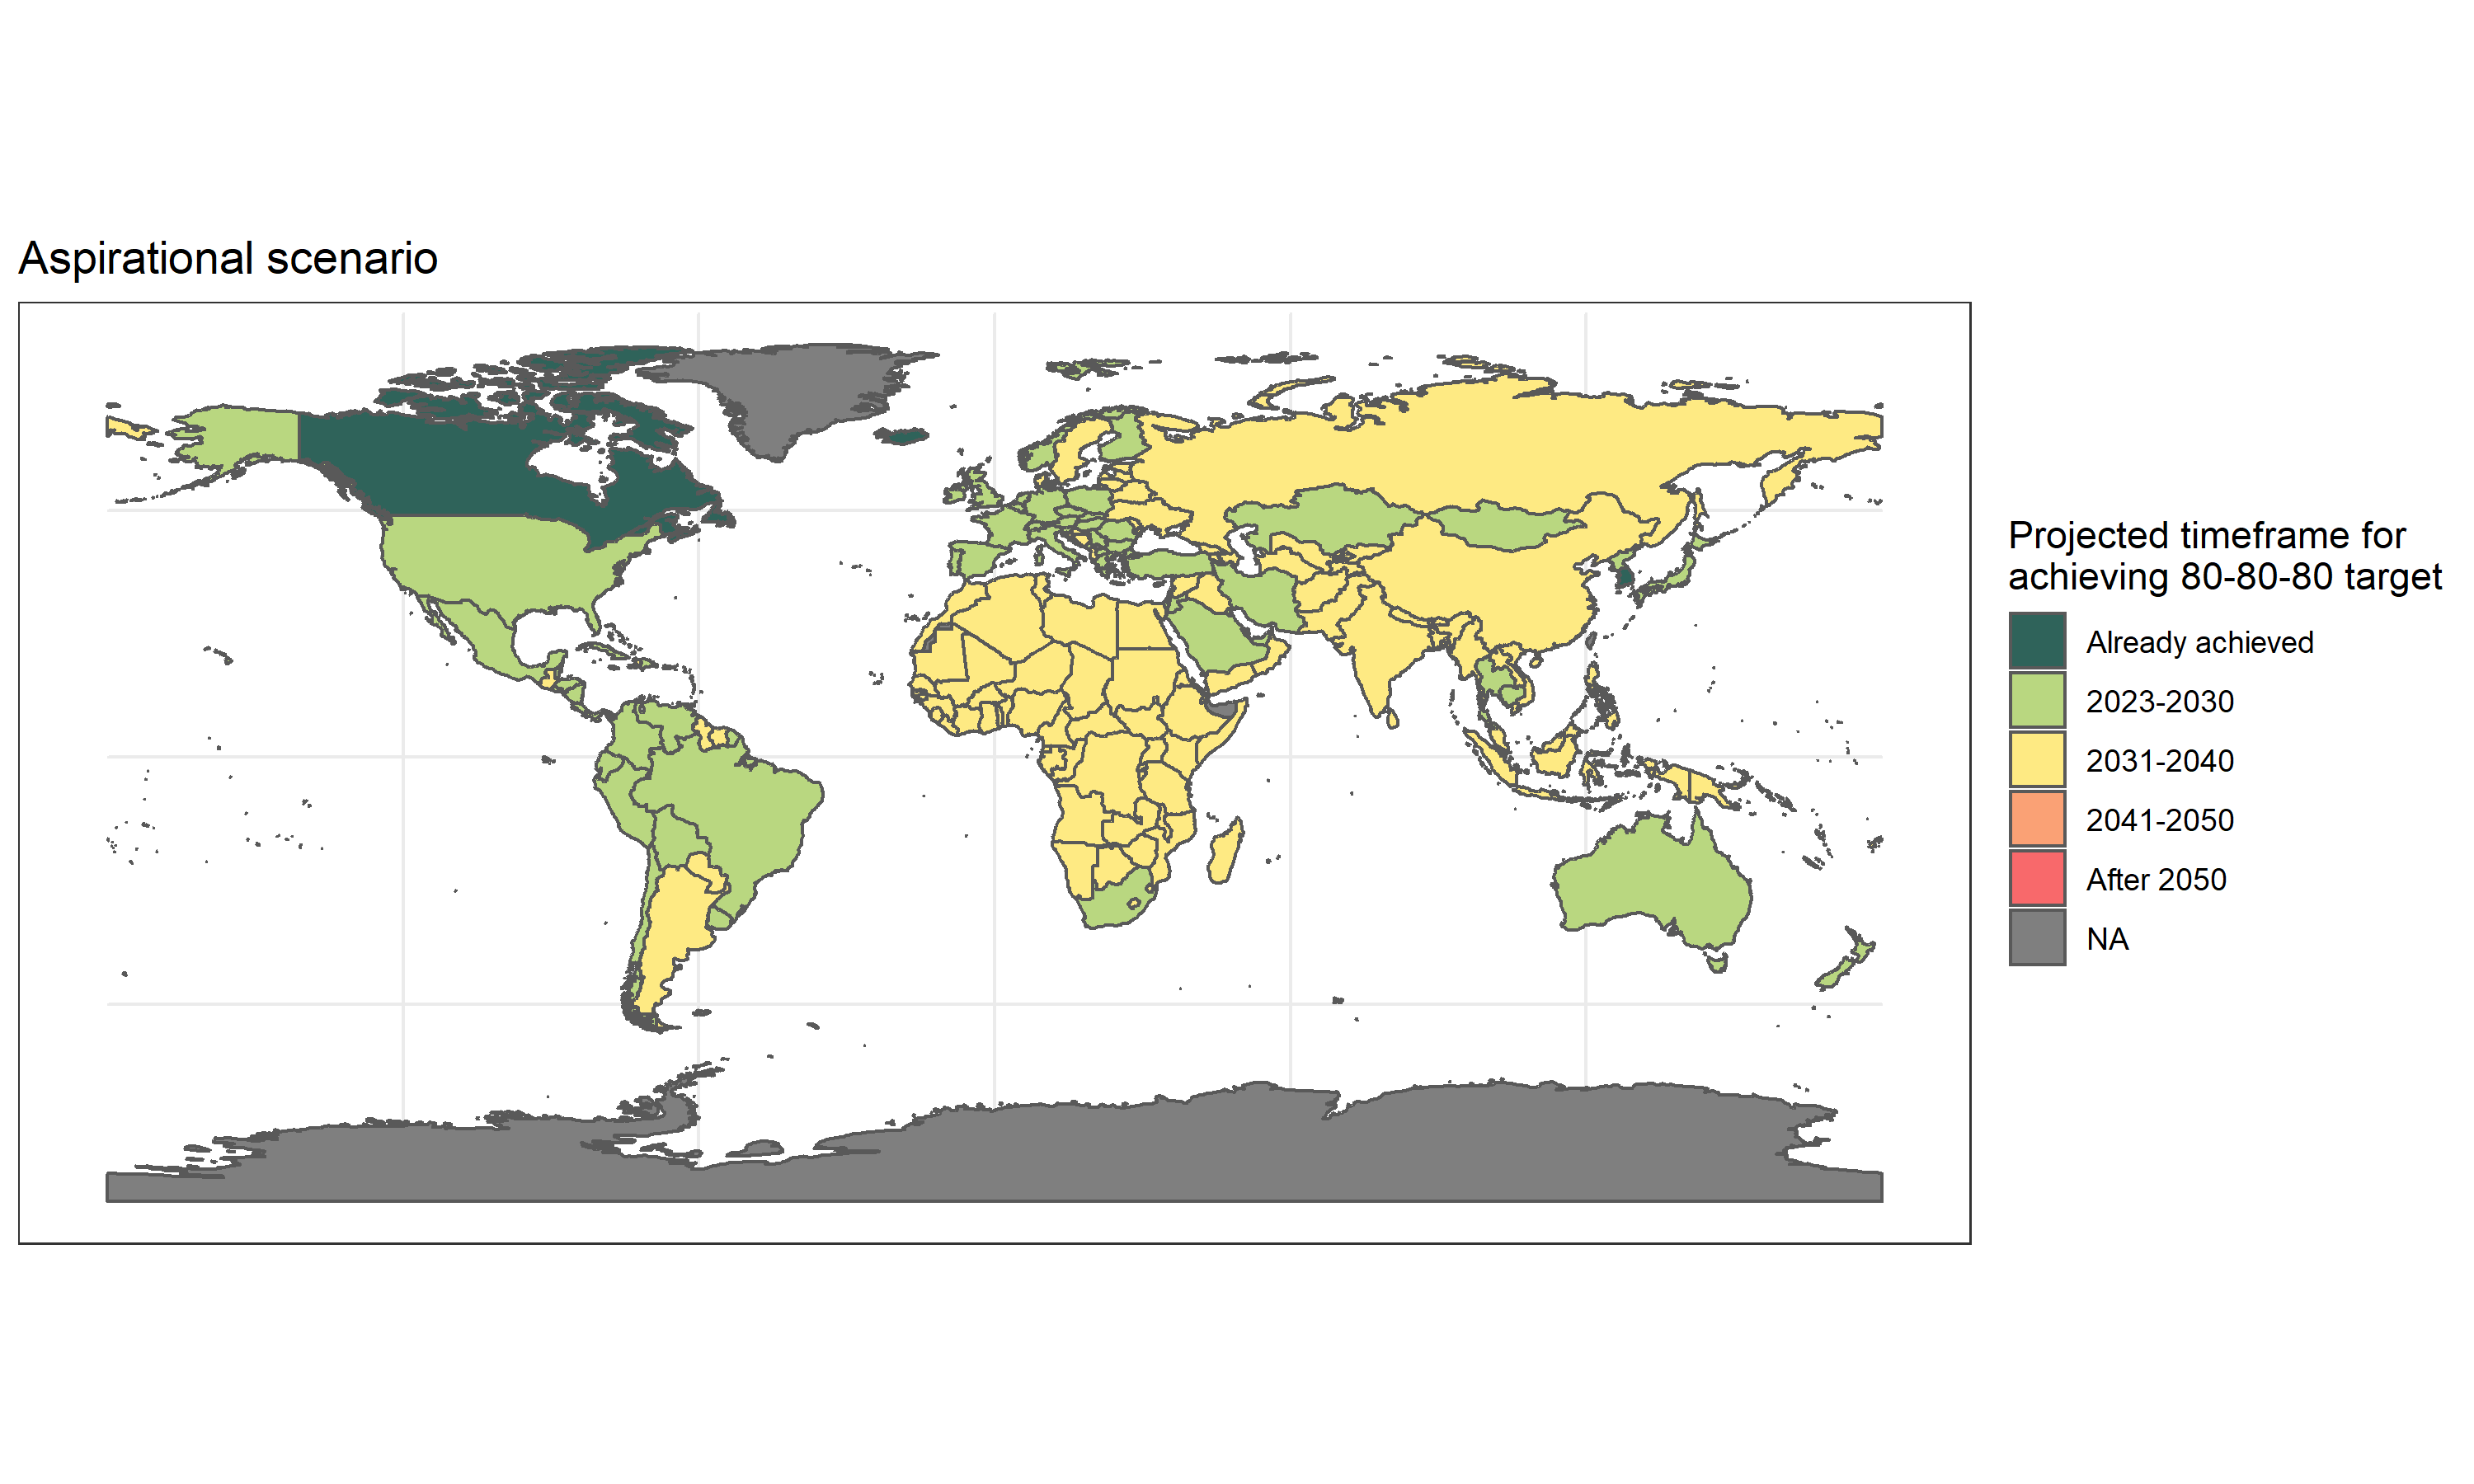 Aspirational scenario
Projected timeframe for
achieving 80-80-80 target
Already achieved
2023-2030
2031-2040
2041-2050
After 2050
NA